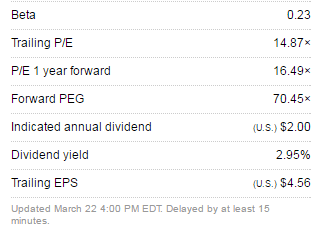 Beta 0.23
Trailing P/E 14.87×
P/E 1 year forward 16.49×
Forward PEG 70.45×
Indicated annual dividend (U.S.) $2.00
Dividend yield 2.95%
Trailing EPS (U.S.) $4.56
Updated March 22 4:00 PM EDT. Delayed by at least 15
minutes.